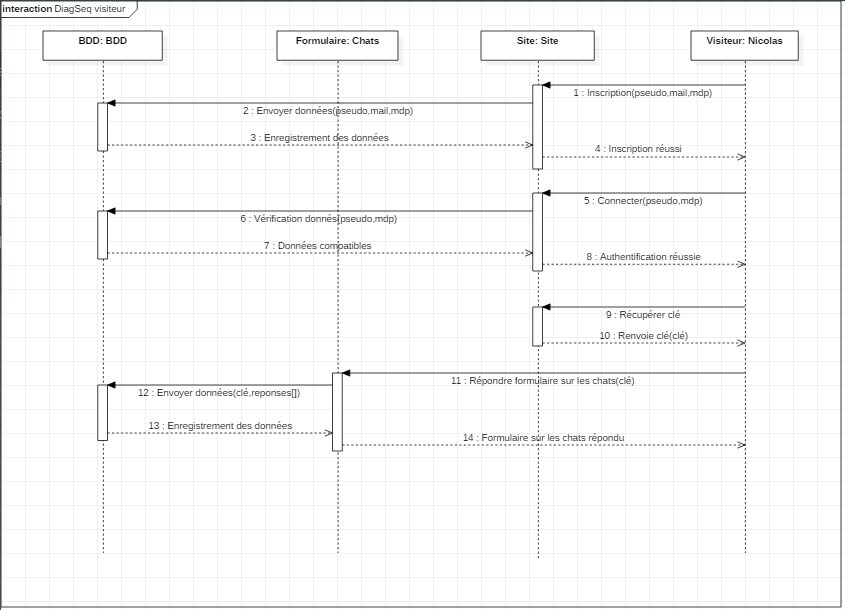 interaction DiagSeq visiteur
BDD: BDD
Formulaire: Chats
Site: Site
Visiteur: Nicolas
1 : Inscription(pseudo,mail,mdp)
2 : Envoyer données(pseudo,mail,mdp)
3 : Enregistrement des données
4 : Inscription réussi
5 : Connecter(pseudo,mdp)
6 : Vérification donnés(pseudo,mdp)
7 : Données compatibles
8 : Authentification réussie
9 : Récupérer clé
10 : Renvoie clé(clé)
11 : Répondre formulaire sur les chats(clé)
12 : Envoyer données(clé,reponses[])
13 : Enregistrement des données
14 : Formulaire sur les chats répondu